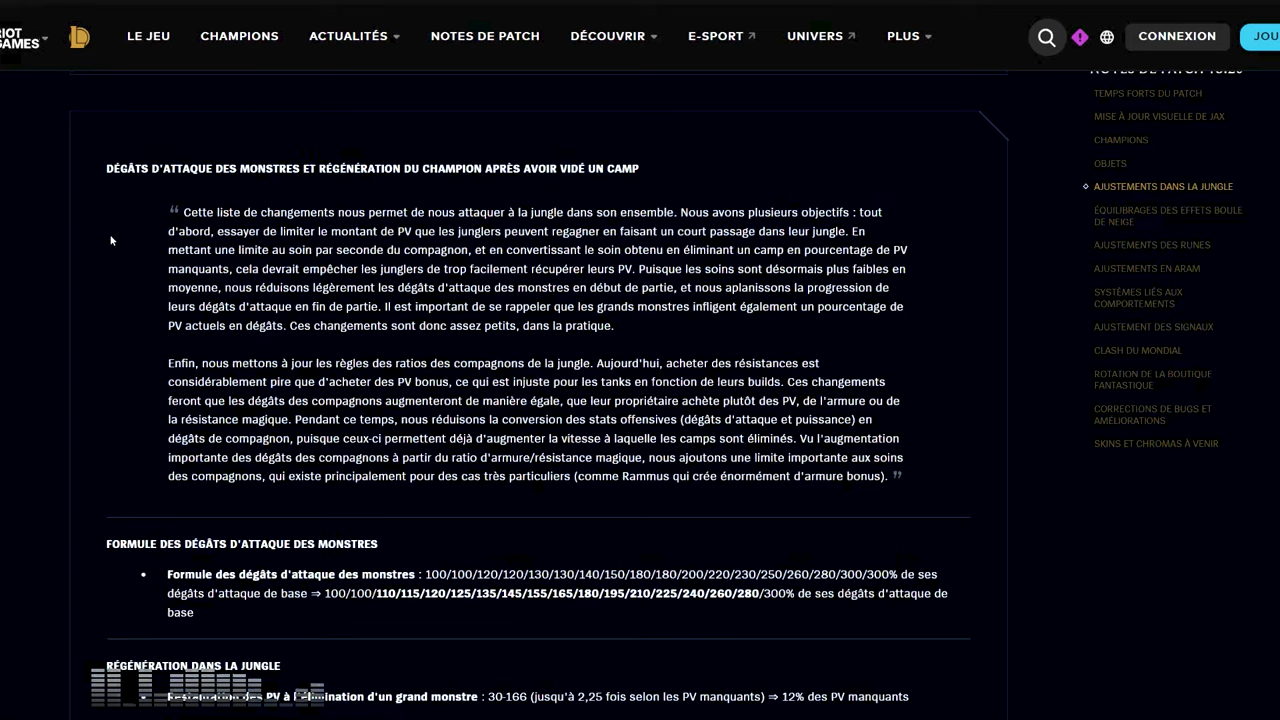 RIOT
GAMES
LE JEU
CHAMPIONS
ACTUALITÉS
NOTES DE PATCH
DÉCOUVRIR
E-SPORT
UNIVERS
PLUS
CONNEXION
JOU
DÉGÂTS D'ATTAQUE DES MONSTRES ET RÉGÉNÉRATION DU CHAMPION APRÈS AVOIR VIDÉ UN CAMP
“ Cette liste de changements nous permet de nous attaquer à la jungle dans son ensemble. Nous avons plusieurs objectifs : tout
d'abord, essayer de limiter le montant de PV que les junglers peuvent regagner en faisant un court passage dans leur jungle. En
mettant une limite au soin par seconde du compagnon, et en convertissant le soin obtenu en éliminant un camp en pourcentage de PV
manquants, cela devrait empêcher les junglers de trop facilement récupérer leurs PV. Puisque les soins sont désormais plus faibles en
moyenne, nous réduisons légèrement les dégâts d'attaque des monstres en début de partie, et nous aplanissons la progression de
leurs dégâts d'attaque en fin de partie. Il est important de se rappeler que les grands monstres infligent également un pourcentage de
PV actuels en dégâts. Ces changements sont donc assez petits, dans la pratique.
Enfin, nous mettons à jour les règles des ratios des compagnons de la jungle. Aujourd'hui, acheter des résistances est
considérablement pire que d'acheter des PV bonus, ce qui est injuste pour les tanks en fonction de leurs builds. Ces changements
feront que les dégâts des compagnons augmenteront de manière égale, que leur propriétaire achète plutôt des PV, de l'armure ou de
la résistance magique. Pendant ce temps, nous réduisons la conversion des stats offensives (dégâts d'attaque et puissance) en
dégâts de compagnon, puisque ceux-ci permettent déjà d'augmenter la vitesse à laquelle les camps sont éliminés. Vu l'augmentation
importante des dégâts des compagnons à partir du ratio d'armure/résistance magique, nous ajoutons une limite importante aux soins
des compagnons, qui existe principalement pour des cas très particuliers (comme Rammus qui crée énormément d'armure bonus). ”
FORMULE DES DÉGÂTS D'ATTAQUE DES MONSTRES
• Formule des dégâts d'attaque des monstres : 100/100/120/120/130/130/140/150/180/180/200/220/230/250/260/280/300/300% de ses
dégâts d'attaque de base ⇒ 100/100/110/115/120/125/135/145/155/165/180/195/210/225/240/260/280/300% de ses dégâts d'attaque de
base
RÉGÉNÉRATION DANS LA JUNGLE
PV à l'élimination d'un grand monstre : 30-166 (jusqu'à 2,25 fois selon les PV manquants) ⇒ 12% des PV manquants
NOTES DE PATCH 13.20
TEMPS FORTS DU PATCH
MISE À JOUR VISUELLE DE JAX
CHAMPIONS
OBJETS
AJUSTEMENTS DANS LA JUNGLE
ÉQUILIBRAGES DES EFFETS BOULE
DE NEIGE
AJUSTEMENTS DES RUNES
AJUSTEMENTS EN ARAM
SYSTÈMES LIÉS AUX
COMPORTEMENTS
AJUSTEMENT DES SIGNAUX
CLASH DU MONDIAL
ROTATION DE LA BOUTIQUE
FANTASTIQUE
CORRECTIONS DE BUGS ET
AMÉLIORATIONS
SKINS ET CHROMAS À VENIR